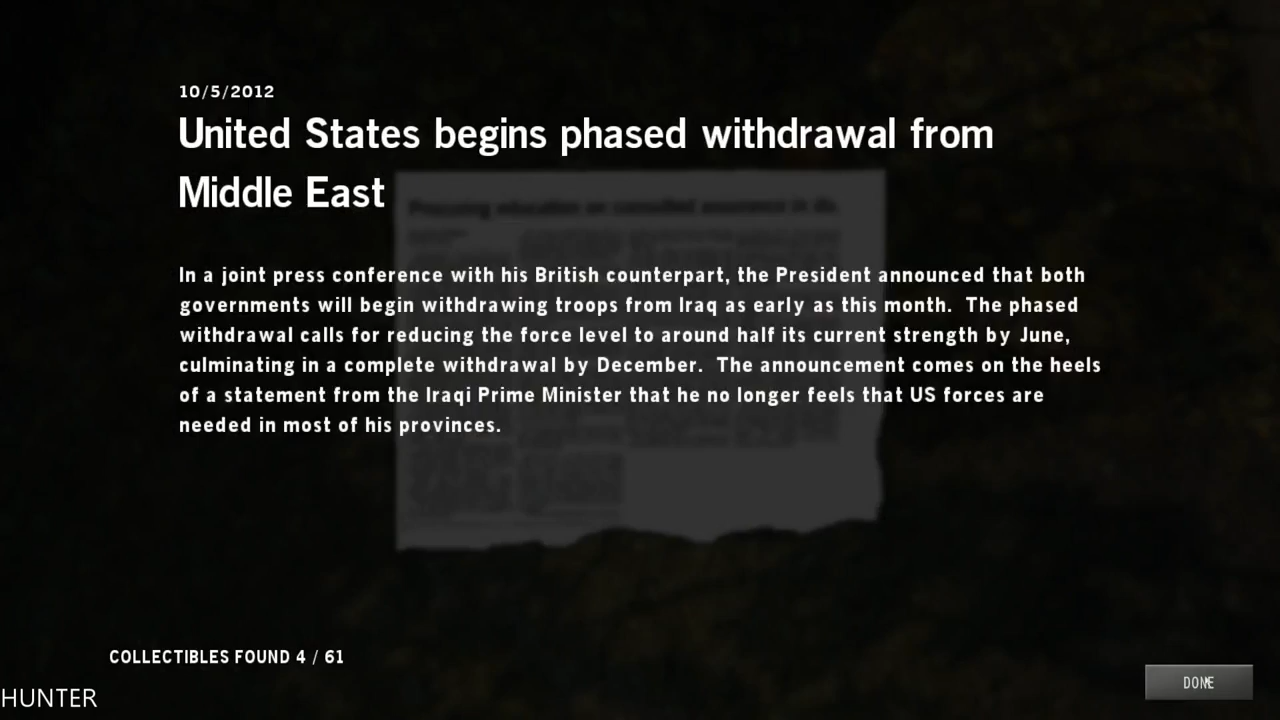 10/5/2012
United States begins phased withdrawal from
Middle East
In a joint press conference with his British counterpart, the President announced that both
governments will begin withdrawing troops from Iraq as early as this month.  The phased
withdrawal calls for reducing the force level to around half its current strength by June,
culminating in a complete withdrawal by December.  The announcement comes on the heels
of a statement from the Iraqi Prime Minister that he no longer feels that US forces are
needed in most of his provinces.
COLLECTIBLES FOUND 4 / 61
HUNTER
DONE